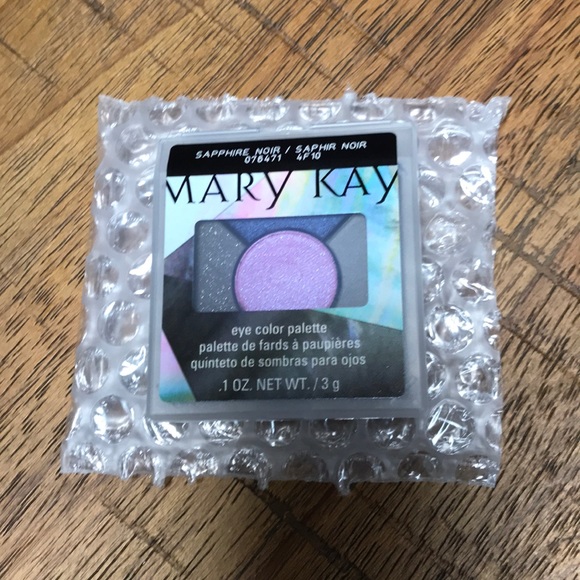 SAPPHIRE NOIR / SAPHIR NOIR
076471 4F10
MARY KAY
eye color palette
palette de fards à paupières
quinteto de sombras para ojos
.1 OZ. NET WT. / 3 g